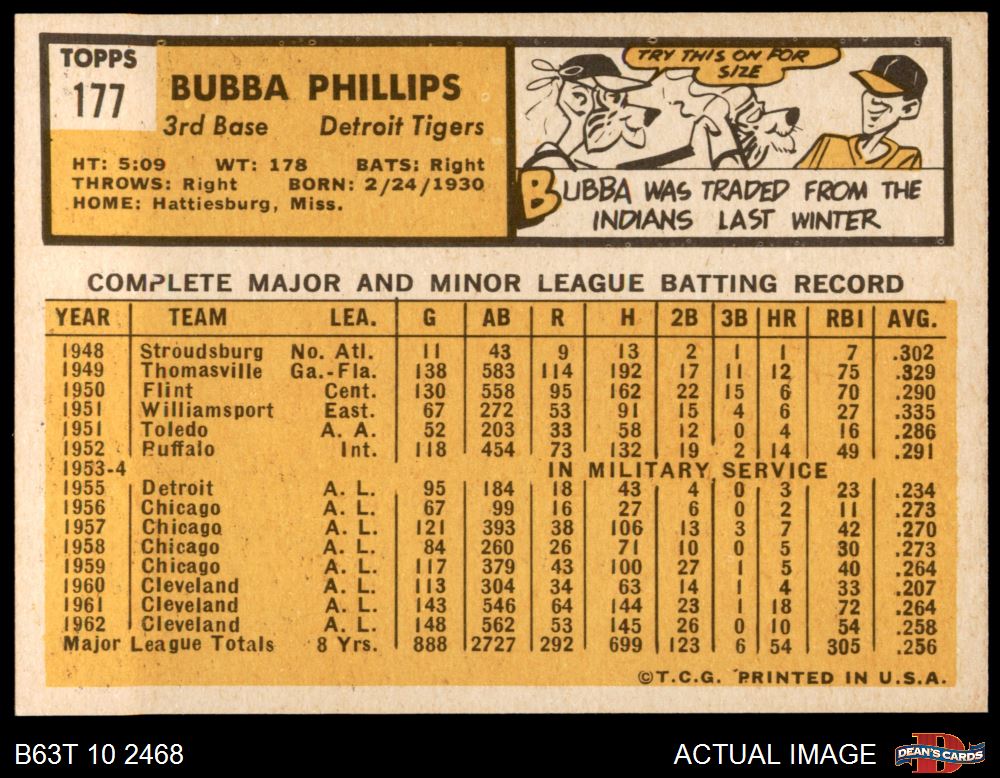 TOPPS
177
BUBBA PHILLIPS
3rd Base Detroit Tigers
HT: 5:09 WT: 178 BATS: Right
THROWS: Right BORN: 2/24/1930
HOME: Hattiesburg, Miss.
TRY THIS ON FOR
SIZE
BUBBA WAS TRADED FROM THE
INDIANS LAST WINTER
COMPLETE MAJOR AND MINOR LEAGUE BATTING RECORD
YEAR TEAM LEA. G AB R H 2B 3B HR RBI AVG.
1948 Stroudsburg No. Atl. 11 43 9 13 2 1 1 7 .302
1949 Thomasville Ga.-Fla. 138 583 114 192 17 11 12 75 .329
1950 Flint Cent. 130 558 95 162 22 15 6 70 .290
1951 Williamsport East. 67 272 53 91 15 4 6 27 .335
1951 Toledo A. A. 52 203 33 58 12 0 4 16 .286
1952 Buffalo Int. 118 454 73 132 19 2 14 49 .291
1953-4 IN MILITARY SERVICE
1955 Detroit A. L. 95 184 18 43 4 0 3 23 .234
1956 Chicago A. L. 67 99 16 27 6 0 2 11 .273
1957 Chicago A. L. 121 393 38 106 13 3 7 42 .270
1958 Chicago A. L. 84 260 26 71 10 0 5 30 .273
1959 Chicago A. L. 117 379 43 100 27 1 5 40 .264
1960 Cleveland A. L. 113 304 34 63 14 1 4 33 .207
1961 Cleveland A. L. 143 546 64 144 23 1 18 72 .264
1962 Cleveland A. L. 148 562 53 145 26 0 10 54 .258
Major League Totals 8 Yrs. 888 2727 292 699 123 6 54 305 .256
©T.C.G. PRINTED IN U.S.A.
B63T 10 2468
ACTUAL IMAGE
D
DEAN'S CARDS